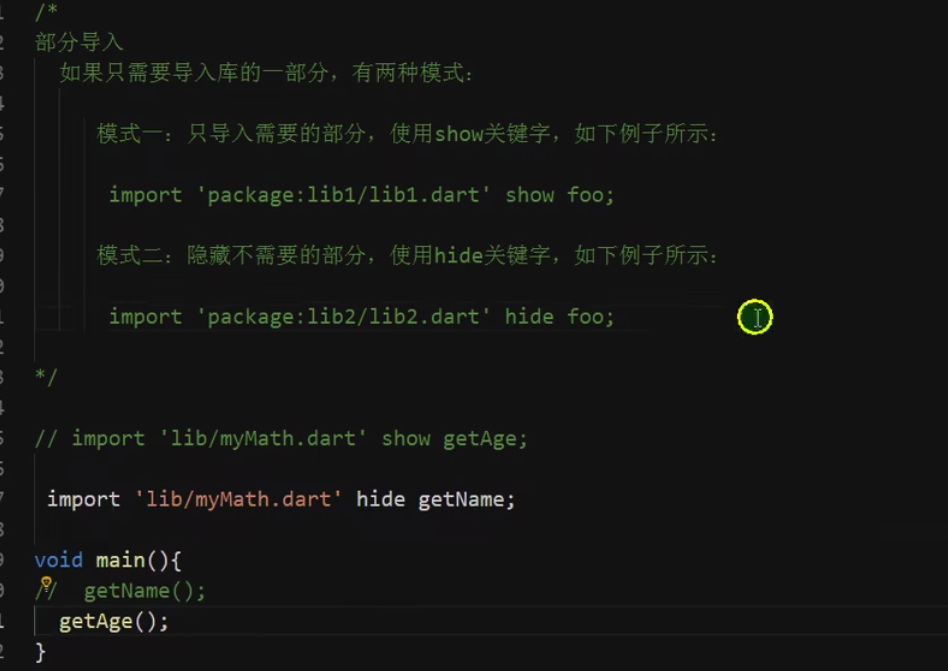 /*
部分导入
如果只需要导入库的一部分，有两种模式：
模式一：只导入需要的部分，使用show关键字，如下例子所示：
import 'package:lib1/lib1.dart' show foo;
模式二：隐藏不需要的部分，使用hide关键字，如下例子所示：
import 'package:lib2/lib2.dart' hide foo;
*/
// import 'lib/myMath.dart' show getAge;
import 'lib/myMath.dart' hide getName;
void main(){
// getName();
getAge();
}